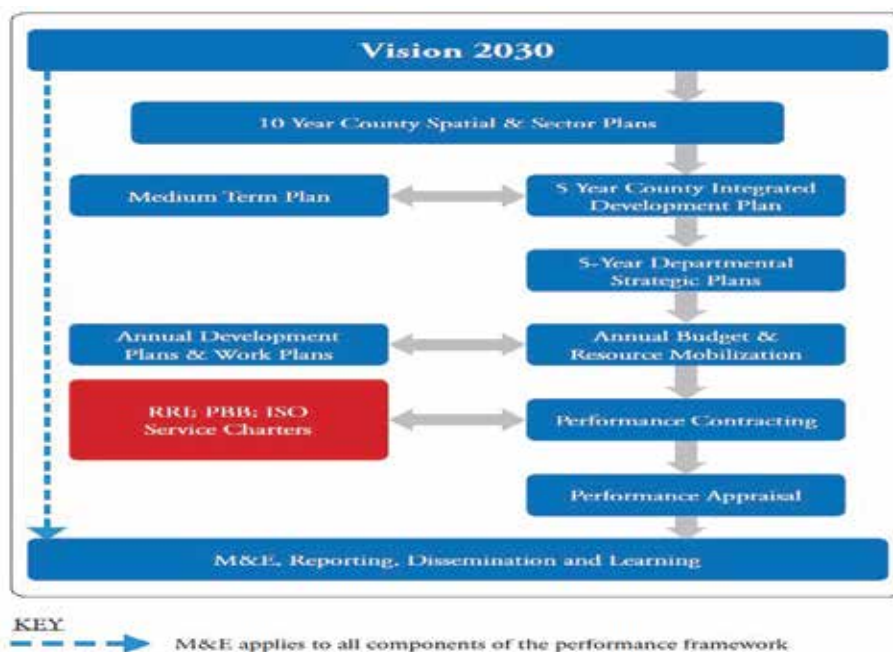 Vision 2030
10 Year County Spatial & Sector Plans
Medium Term Plan
5 Year County Integrated
Development Plan
5-Year Departmental
Strategic Plans
Annual Development
Plans & Work Plans
Annual Budget &
Resource Mobilization
RRI; PBB; ISO
Service Charters
Performance Contracting
Performance Appraisal
M&E, Reporting, Dissemination and Learning
KEY
M&E applies to all components of the performance framework